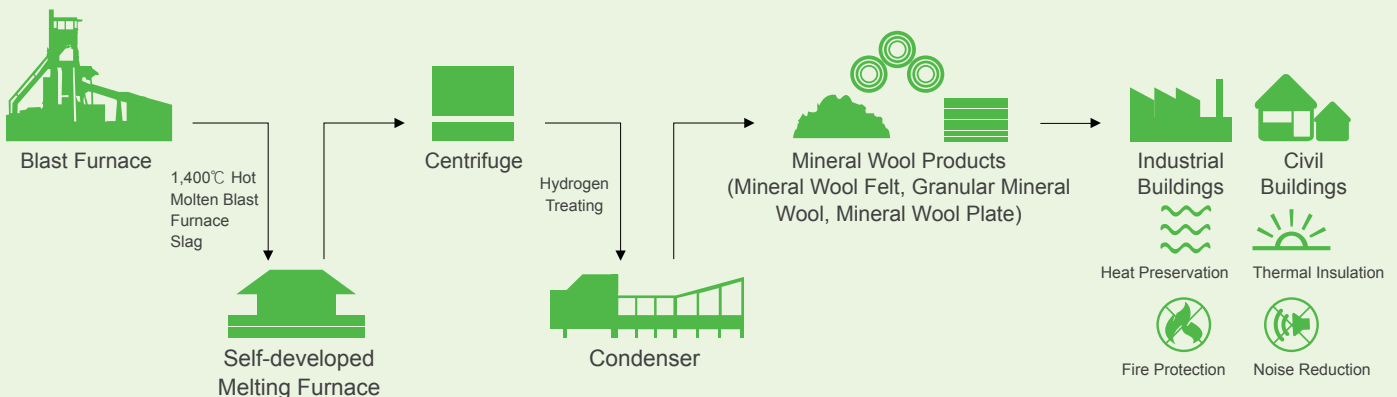 Blast Furnace
1,400℃ Hot
Molten Blast
Furnace
Slag
Self-developed
Melting Furnace
Centrifuge
Hydrogen
Treating
Condenser
Mineral Wool Products
(Mineral Wool Felt, Granular Mineral
Wool, Mineral Wool Plate)
Industrial
Buildings
Civil
Buildings
Heat Preservation
Thermal Insulation
Fire Protection
Noise Reduction